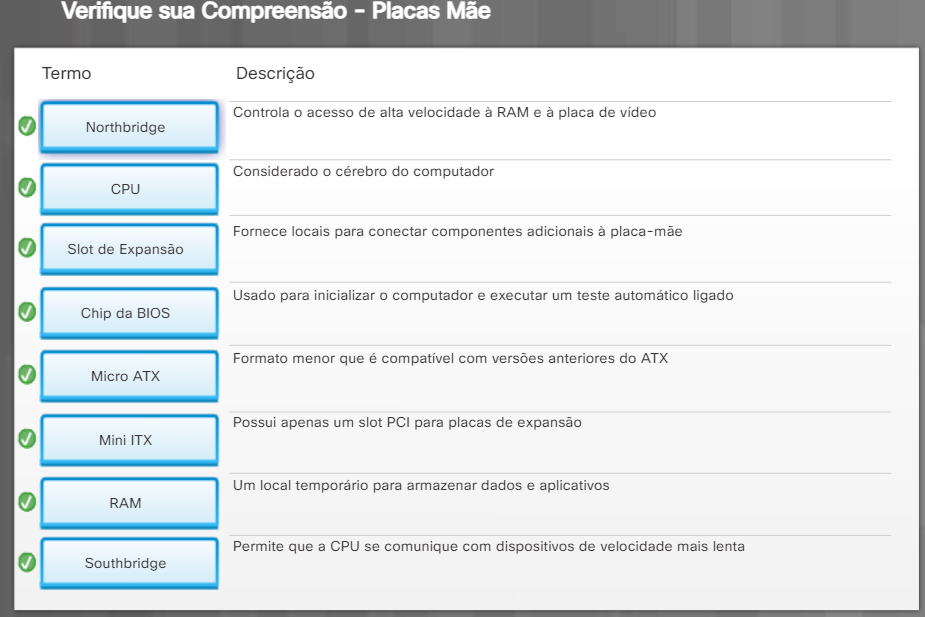 Verifique sua Compreensão - Placas Mãe
Termo Descrição
Northbridge Controla o acesso de alta velocidade à RAM e à placa de vídeo
CPU Considerado o cérebro do computador
Slot de Expansão Fornece locais para conectar componentes adicionais à placa-mãe
Chip da BIOS Usado para inicializar o computador e executar um teste automático ligado
Micro ATX Formato menor que é compatível com versões anteriores do ATX
Mini ITX Possui apenas um slot PCI para placas de expansão
RAM Um local temporário para armazenar dados e aplicativos
Southbridge Permite que a CPU se comunique com dispositivos de velocidade mais lenta